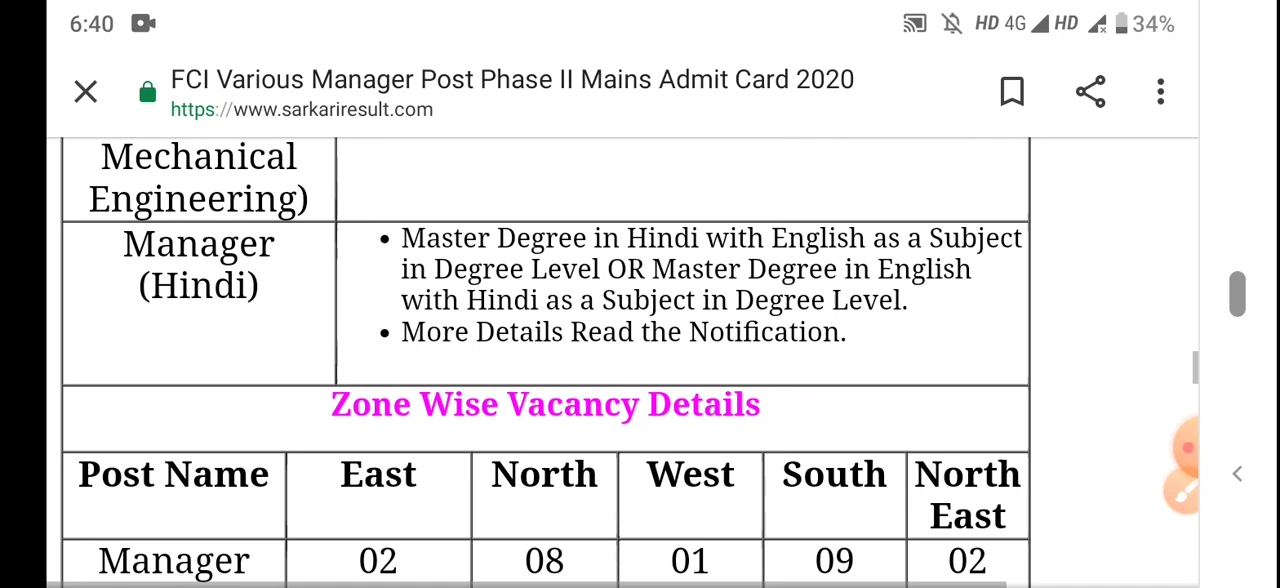 6:40
HD 4G HD 34%
FCI Various Manager Post Phase II Mains Admit Card 2020
https://www.sarkariresult.com
Mechanical
Engineering)
Manager
(Hindi)
• Master Degree in Hindi with English as a Subject
in Degree Level OR Master Degree in English
with Hindi as a Subject in Degree Level.
• More Details Read the Notification.
Zone Wise Vacancy Details
Post Name East North West South North
East
Manager 02 08 01 09 02